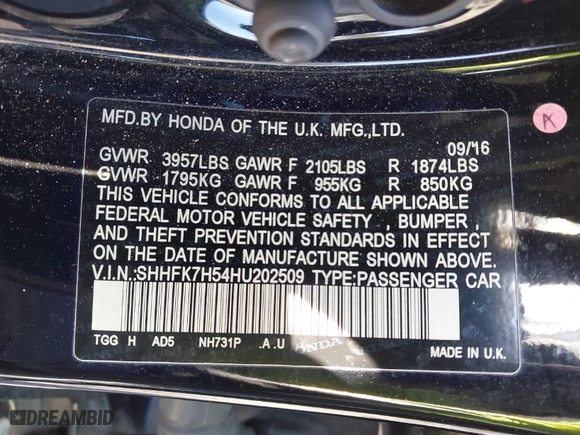 MFD.BY HONDA OF THE U.K. MFG.,LTD.
09/16
GVWR 3957LBS GAWR F 2105LBS R 1874LBS
GVWR 1795KG GAWR F 955KG R 850KG
THIS VEHICLE CONFORMS TO ALL APPLICABLE
FEDERAL MOTOR VEHICLE SAFETY , BUMPER ,
AND THEFT PREVENTION STANDARDS IN EFFECT
ON THE DATE OF MANUFACTURE SHOWN ABOVE.
V.I.N.:SHHFK7H54HU202509 TYPE:PASSENGER CAR
TGG H AD5 NH731P .A.U HONDA MADE IN U.K.
A
DREAMBID